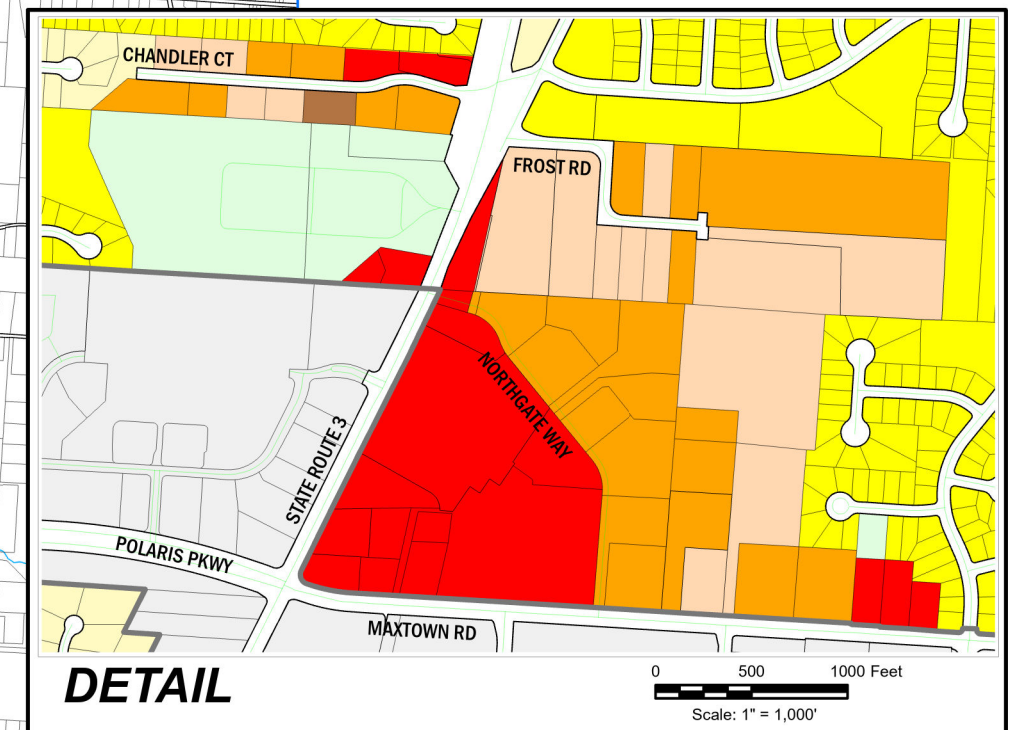 CHANDLER CT
FROST RD
NORTHGATE WAY
STATE ROUTE 3
POLARIS PKWY
MAXTOWN RD
DETAIL
0 500 1000 Feet
Scale: 1" = 1,000'